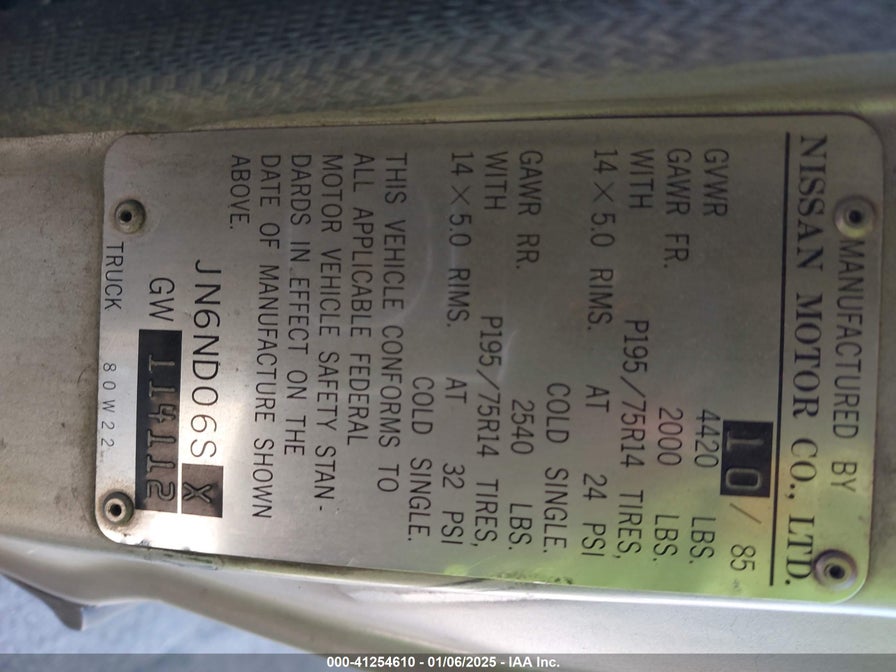 MANUFACTURED BY
NISSAN MOTOR CO., LTD.
10/85
GVWR 4420 LBS.
GAWR FR. 2000 LBS.
WITH P195/75R14 TIRES,
14 × 5.0 RIMS. AT 24 PSI
COLD SINGLE.
GAWR RR. 2540 LBS.
WITH P195/75R14 TIRES,
14 × 5.0 RIMS. AT 32 PSI
COLD SINGLE.
THIS VEHICLE CONFORMS TO
ALL APPLICABLE FEDERAL
MOTOR VEHICLE SAFETY STAN-
DARDS IN EFFECT ON THE
DATE OF MANUFACTURE SHOWN
ABOVE.
JN6ND06S X
GW 114112
TRUCK 80W22
000-41254610 - 01/06/2025 - IAA Inc.